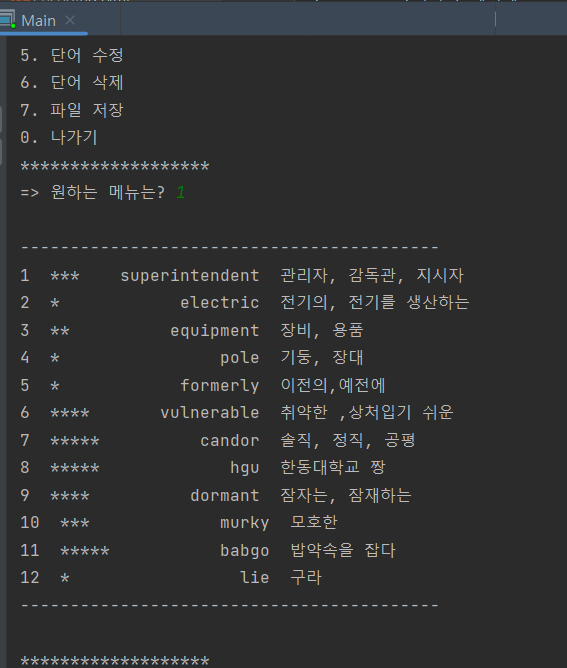 Main
5. 단어 수정
6. 단어 삭제
7. 파일 저장
0. 나가기
*******************
=> 원하는 메뉴는? 1
------------------------------------------
1 *** superintendent 관리자, 감독관, 지시자
2 * electric 전기의, 전기를 생산하는
3 ** equipment 장비, 용품
4 * pole 기둥, 장대
5 * formerly 이전의,예전에
6 **** vulnerable 취약한 ,상처입기 쉬운
7 ***** candor 솔직, 정직, 공평
8 ***** hgu 한동대학교 짱
9 **** dormant 잠자는, 잠재하는
10 *** murky 모호한
11 ***** babgo 밥약속을 잡다
12 * lie 구라
------------------------------------------
*******************